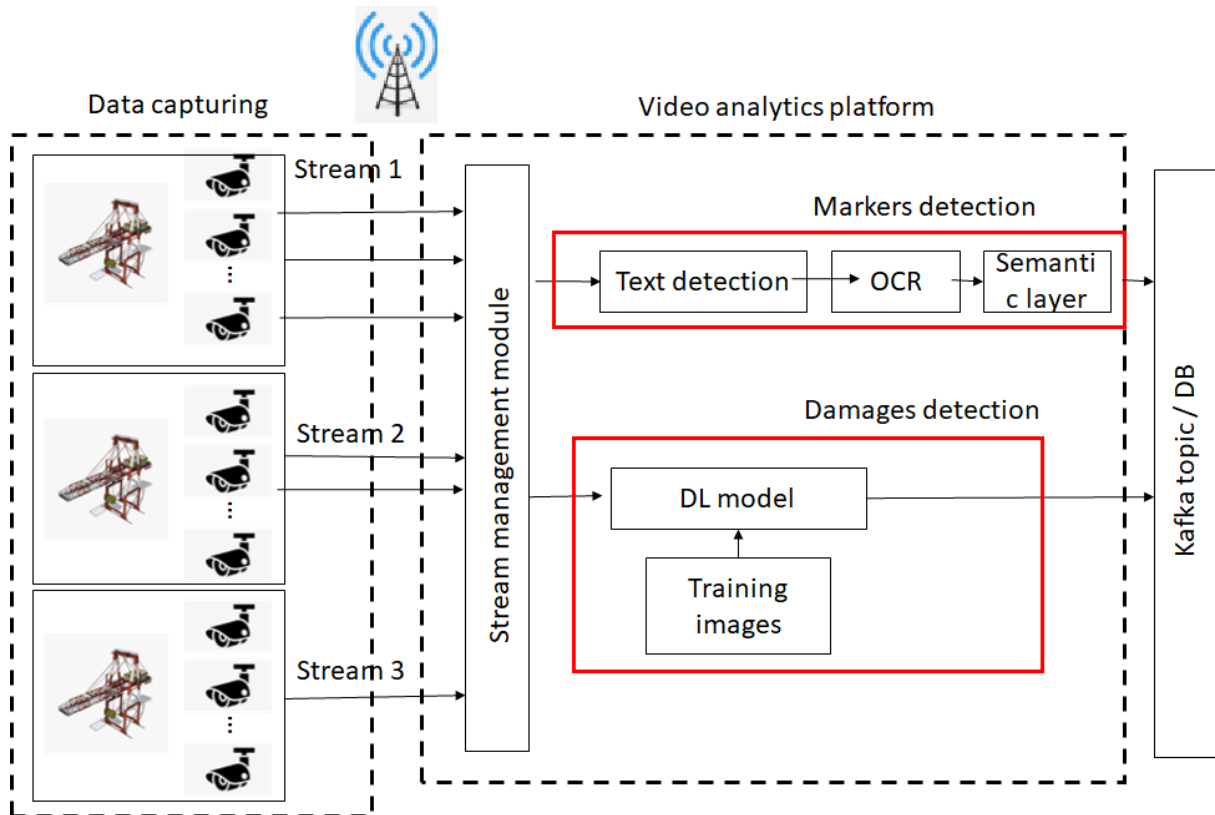 Data capturing
Video analytics platform
Stream 1
...
Stream 2
...
Stream 3
...
Stream management module
Markers detection
Text detection
OCR
Semanti
c layer
Damages detection
DL model
Training
images
Kafka topic / DB